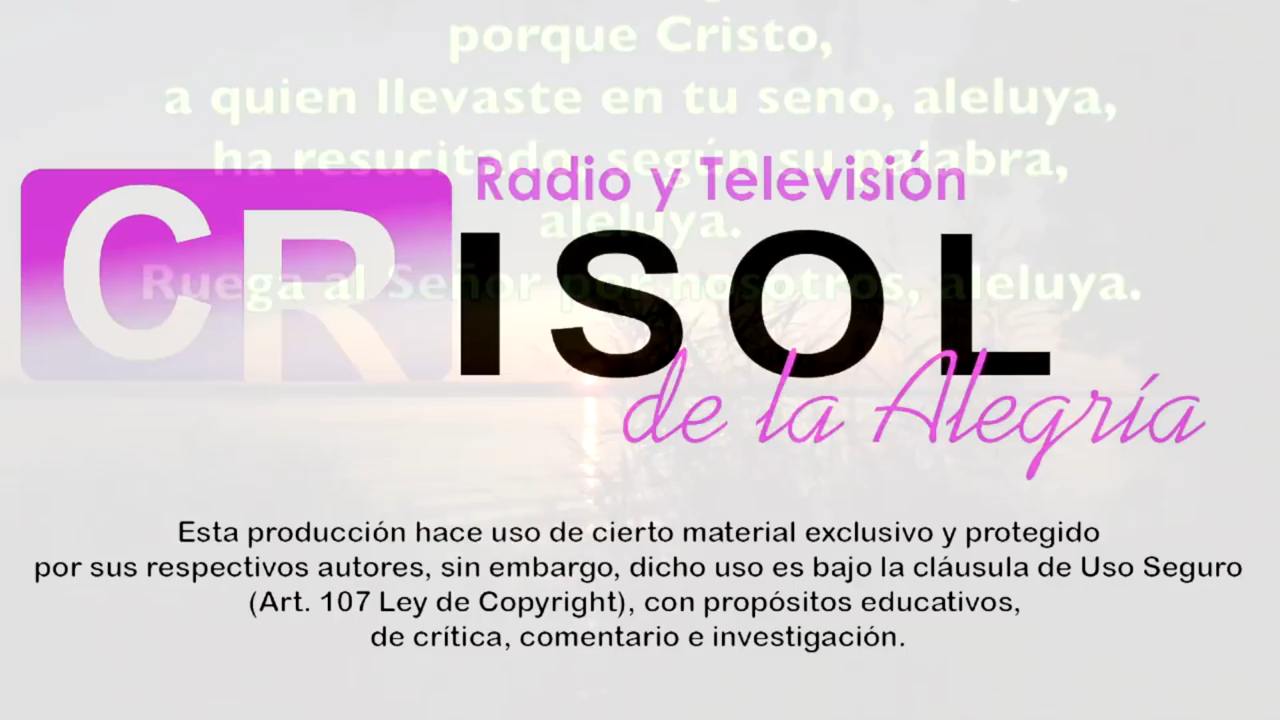 porque Cristo,
a quien llevaste en tu seno, aleluya,
ha resucitado, según su palabra,
Radio y Televisión
aleluya.
CRISOL
Ruega al Señor por nosotros, aleluya.
de la Alegría
Esta producción hace uso de cierto material exclusivo y protegido
por sus respectivos autores, sin embargo, dicho uso es bajo la cláusula de Uso Seguro
(Art. 107 Ley de Copyright), con propósitos educativos,
de crítica, comentario e investigación.